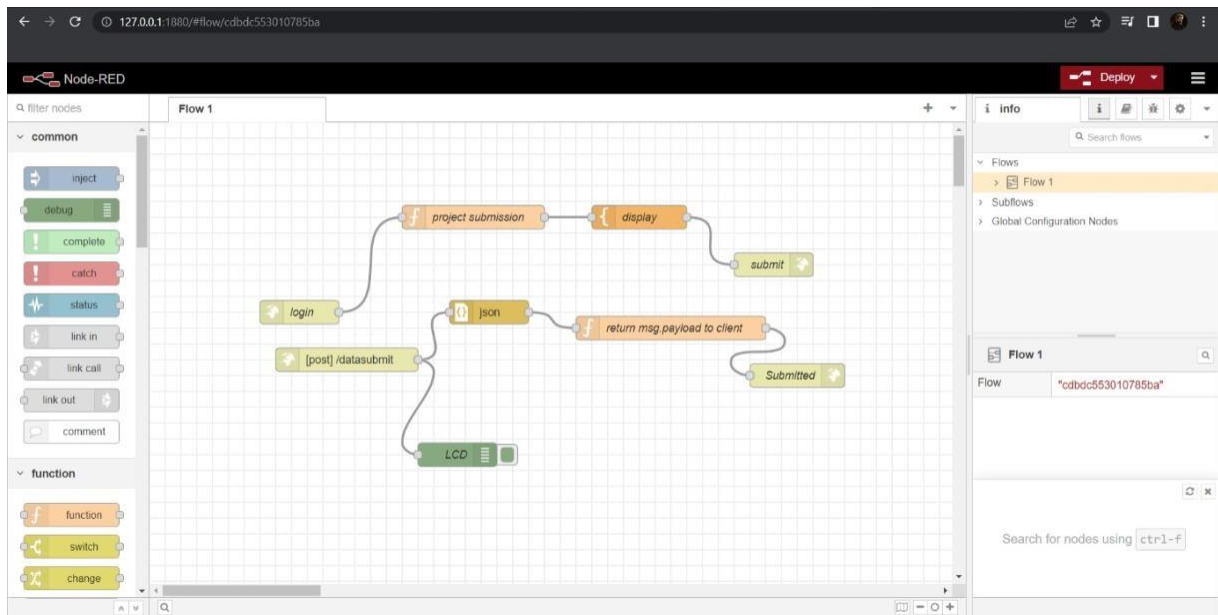 127.0.0.1:1880/#flow/cdbdc553010785ba
Node-RED
Deploy
filter nodes
Flow 1
i info
i
Search flows
common
inject
debug
complete
catch
status
link in
link call
link out
comment
function
function
switch
change
project submission
display
submit
login
json
return msg.payload to client
[post] /datasubmit
Submitted
LCD
Flows
Flow 1
Subflows
Global Configuration Nodes
Flow 1
Flow "cdbdc553010785ba"
Search for nodes using ctrl-f